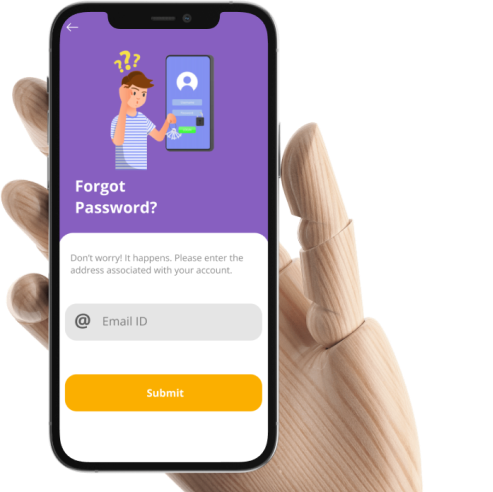 ???
Forgot
Password?
Don't worry! It happens. Please enter the
address associated with your account.
@ Email ID
Submit